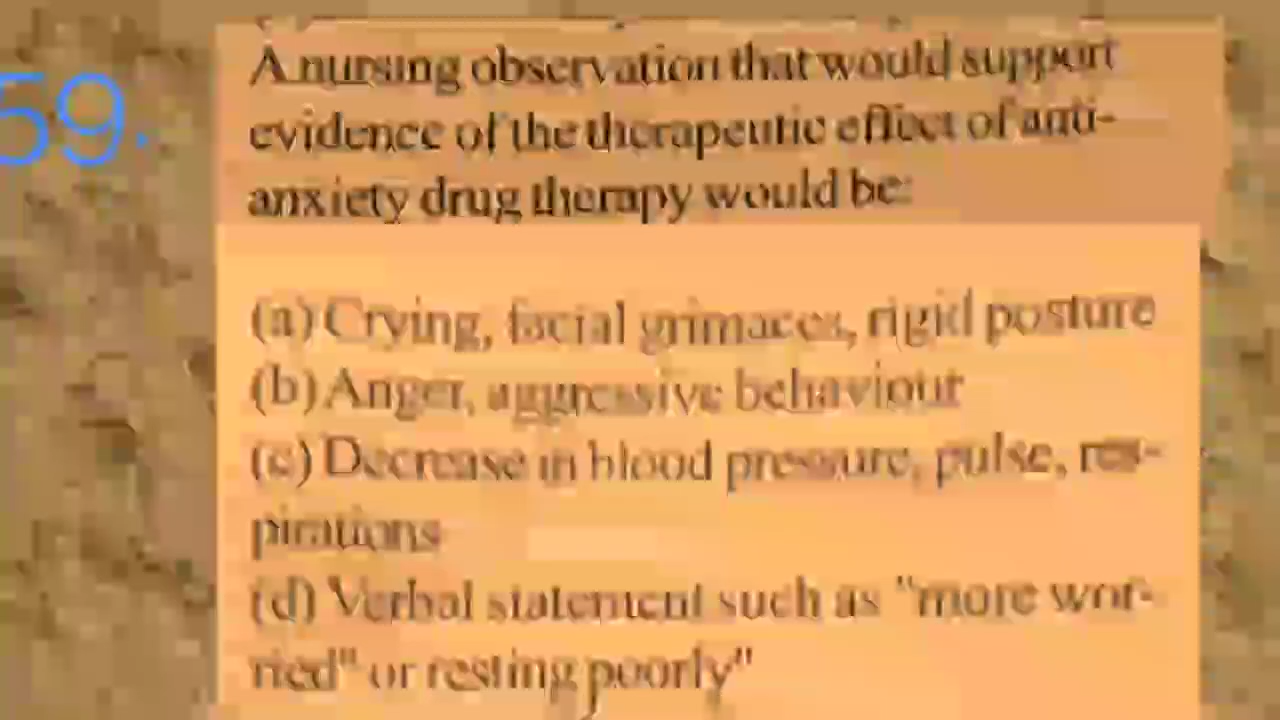 59.
A nursing observation that would support
evidence of the therapeutic effect of anti-
anxiety drug therapy would be:
(a) Crying, facial grimaces, rigid posture
(b) Anger, aggressive behaviour
(c) Decrease in blood pressure, pulse, res-
pirations
(d) Verbal statement such as "more wor-
ried" or resting poorly"